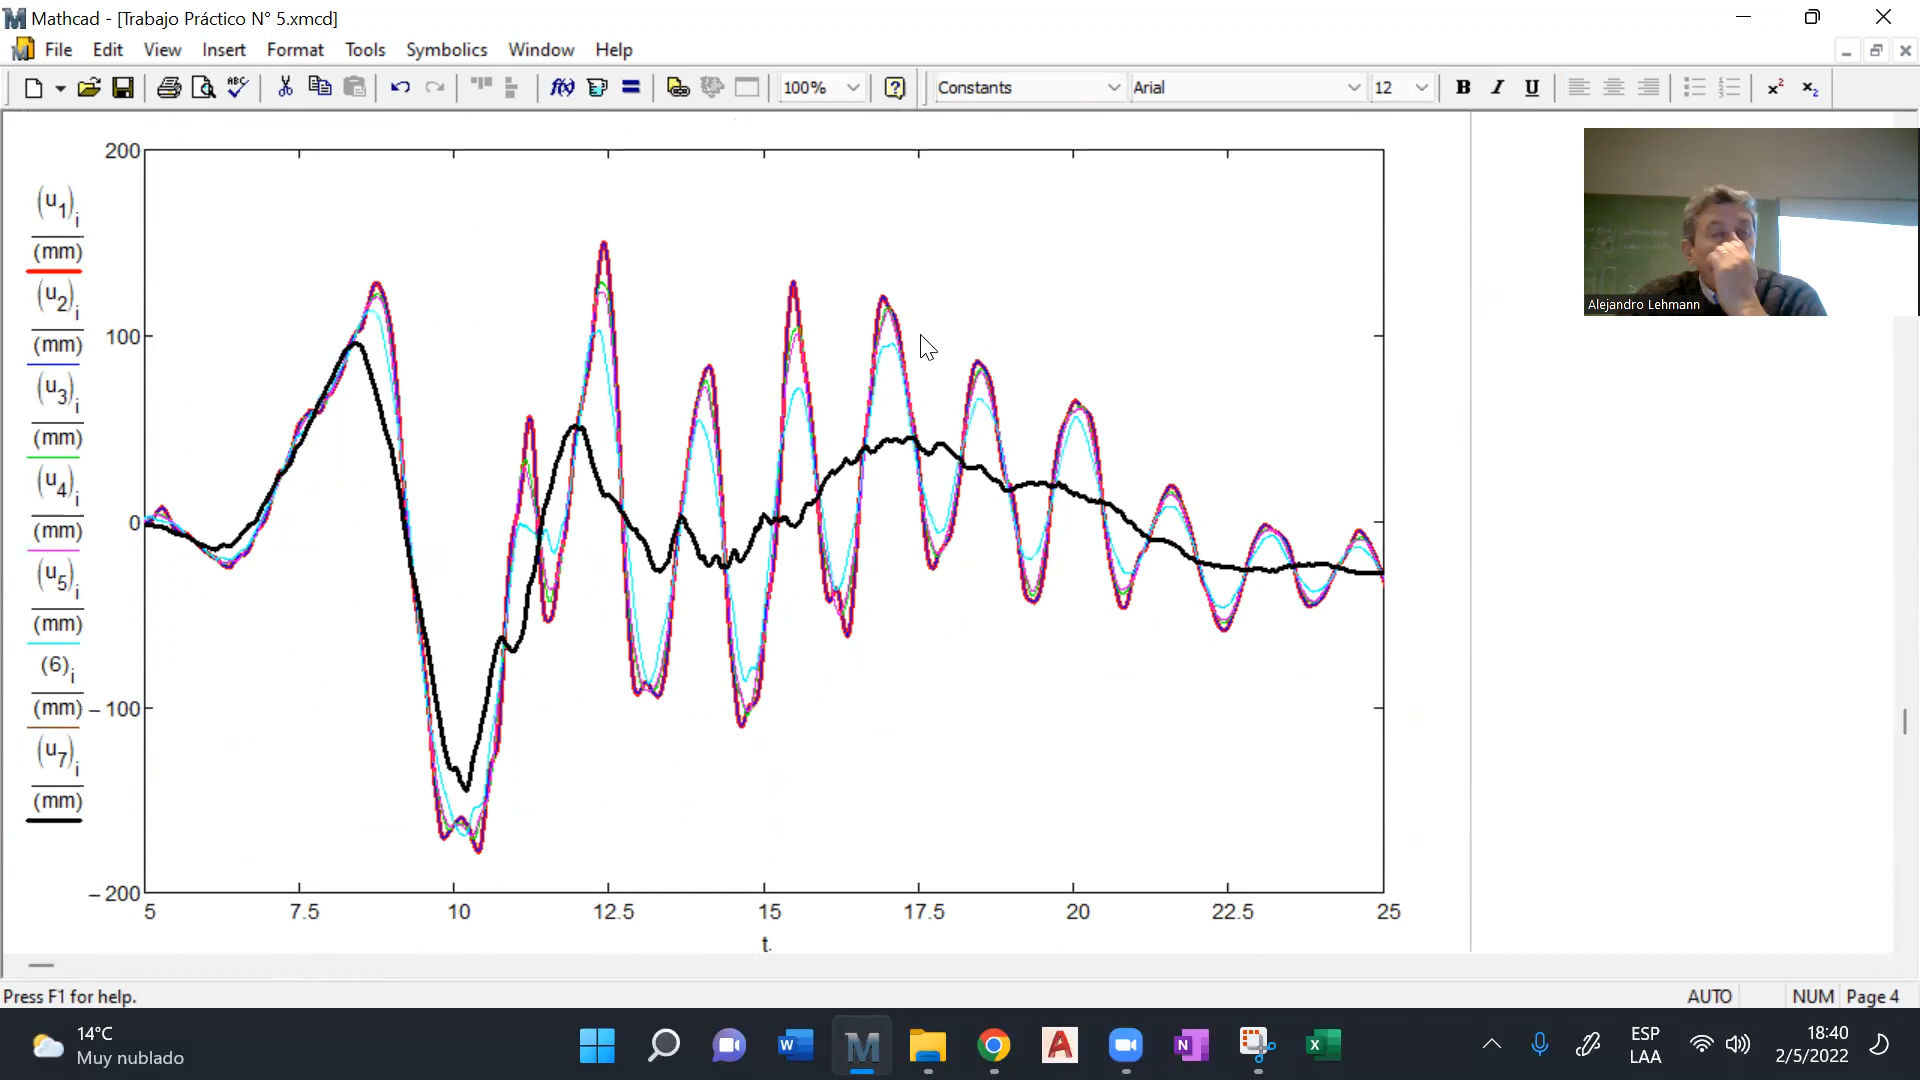 Mathcad - [Trabajo Práctico N° 5.xmcd]
File Edit View Insert Format Tools Symbolics Window Help
100% Constants Arial 12 B I U x² x₂
200
(u1)i
(mm)
(u2)i
(mm)
100
(u3)i
(mm)
(u4)i
0
(mm)
(u5)i
(mm)
(6)i
(mm)
-100
(u7)i
(mm)
-200
5 7.5 10 12.5 15 17.5 20 22.5 25
t.
Alejandro Lehmann
Press F1 for help.
AUTO NUM Page 4
14°C
Muy nublado
ESP
LAA
18:40
2/5/2022